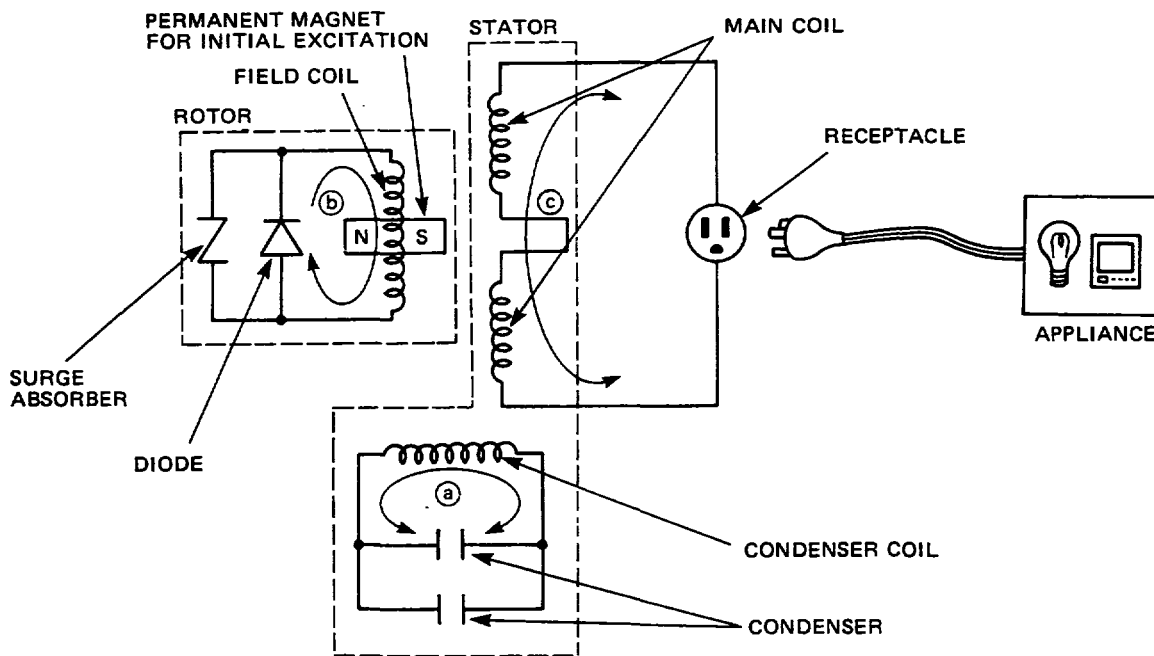 PERMANENT MAGNET
FOR INITIAL EXCITATION
STATOR
MAIN COIL
FIELD COIL
ROTOR
RECEPTACLE
b
N
S
c
APPLIANCE
SURGE
ABSORBER
DIODE
a
CONDENSER COIL
CONDENSER